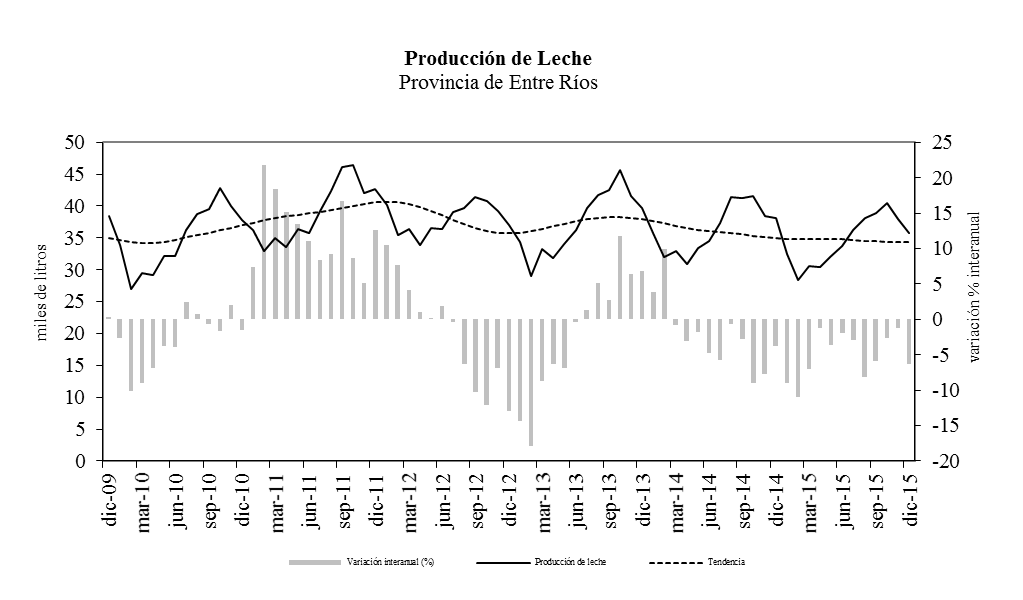 Producción de Leche
Provincia de Entre Ríos
miles de litros
50
45
40
35
30
25
20
15
10
5
0
25
20
15
10
5
0
-5
-10
-15
-20
variación % interanual
dic-09
mar-10
jun-10
sep-10
dic-10
mar-11
jun-11
sep-11
dic-11
mar-12
jun-12
sep-12
dic-12
mar-13
jun-13
sep-13
dic-13
mar-14
jun-14
sep-14
dic-14
mar-15
jun-15
sep-15
dic-15
Variación interanual (%)
Producción de leche
Tendencia